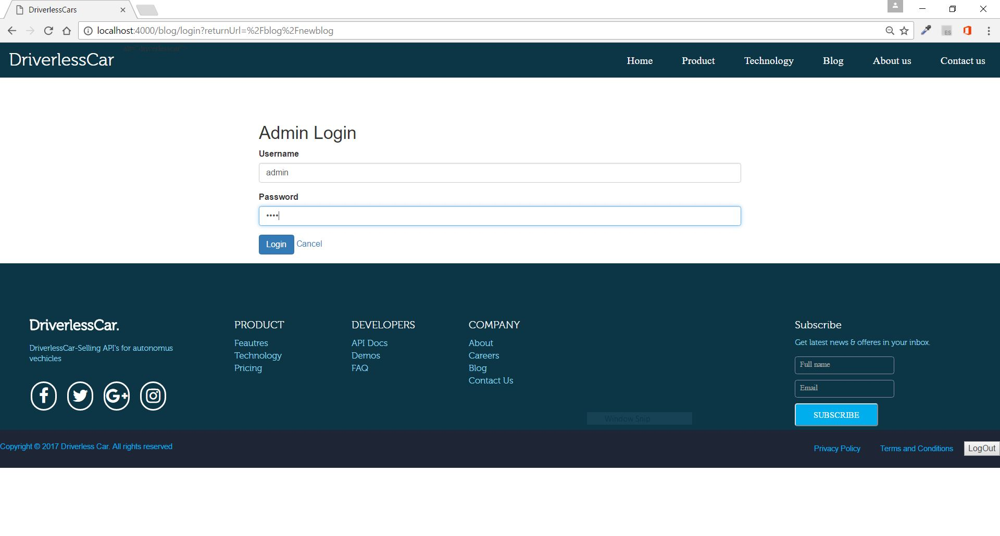 DriverlessCars
localhost:4000/blog/login?returnUrl=%2Fblog%2Fnewblog
ES
alt="driverlesscar">
DriverlessCar
Home Product Technology Blog About us Contact us
Admin Login
Username
admin
Password
••••
Login Cancel
DriverlessCar.
DriverlessCar-Selling API's for autonomus
vechicles
PRODUCT
Feautres
Technology
Pricing
DEVELOPERS
API Docs
Demos
FAQ
COMPANY
About
Careers
Blog
Contact Us
Subscribe
Get latest news & offeres in your inbox.
Full name
Email
SUBSCRIBE
Window Snip
Copyright © 2017 Driverless Car. All rights reserved
Privacy Policy Terms and Conditions LogOut